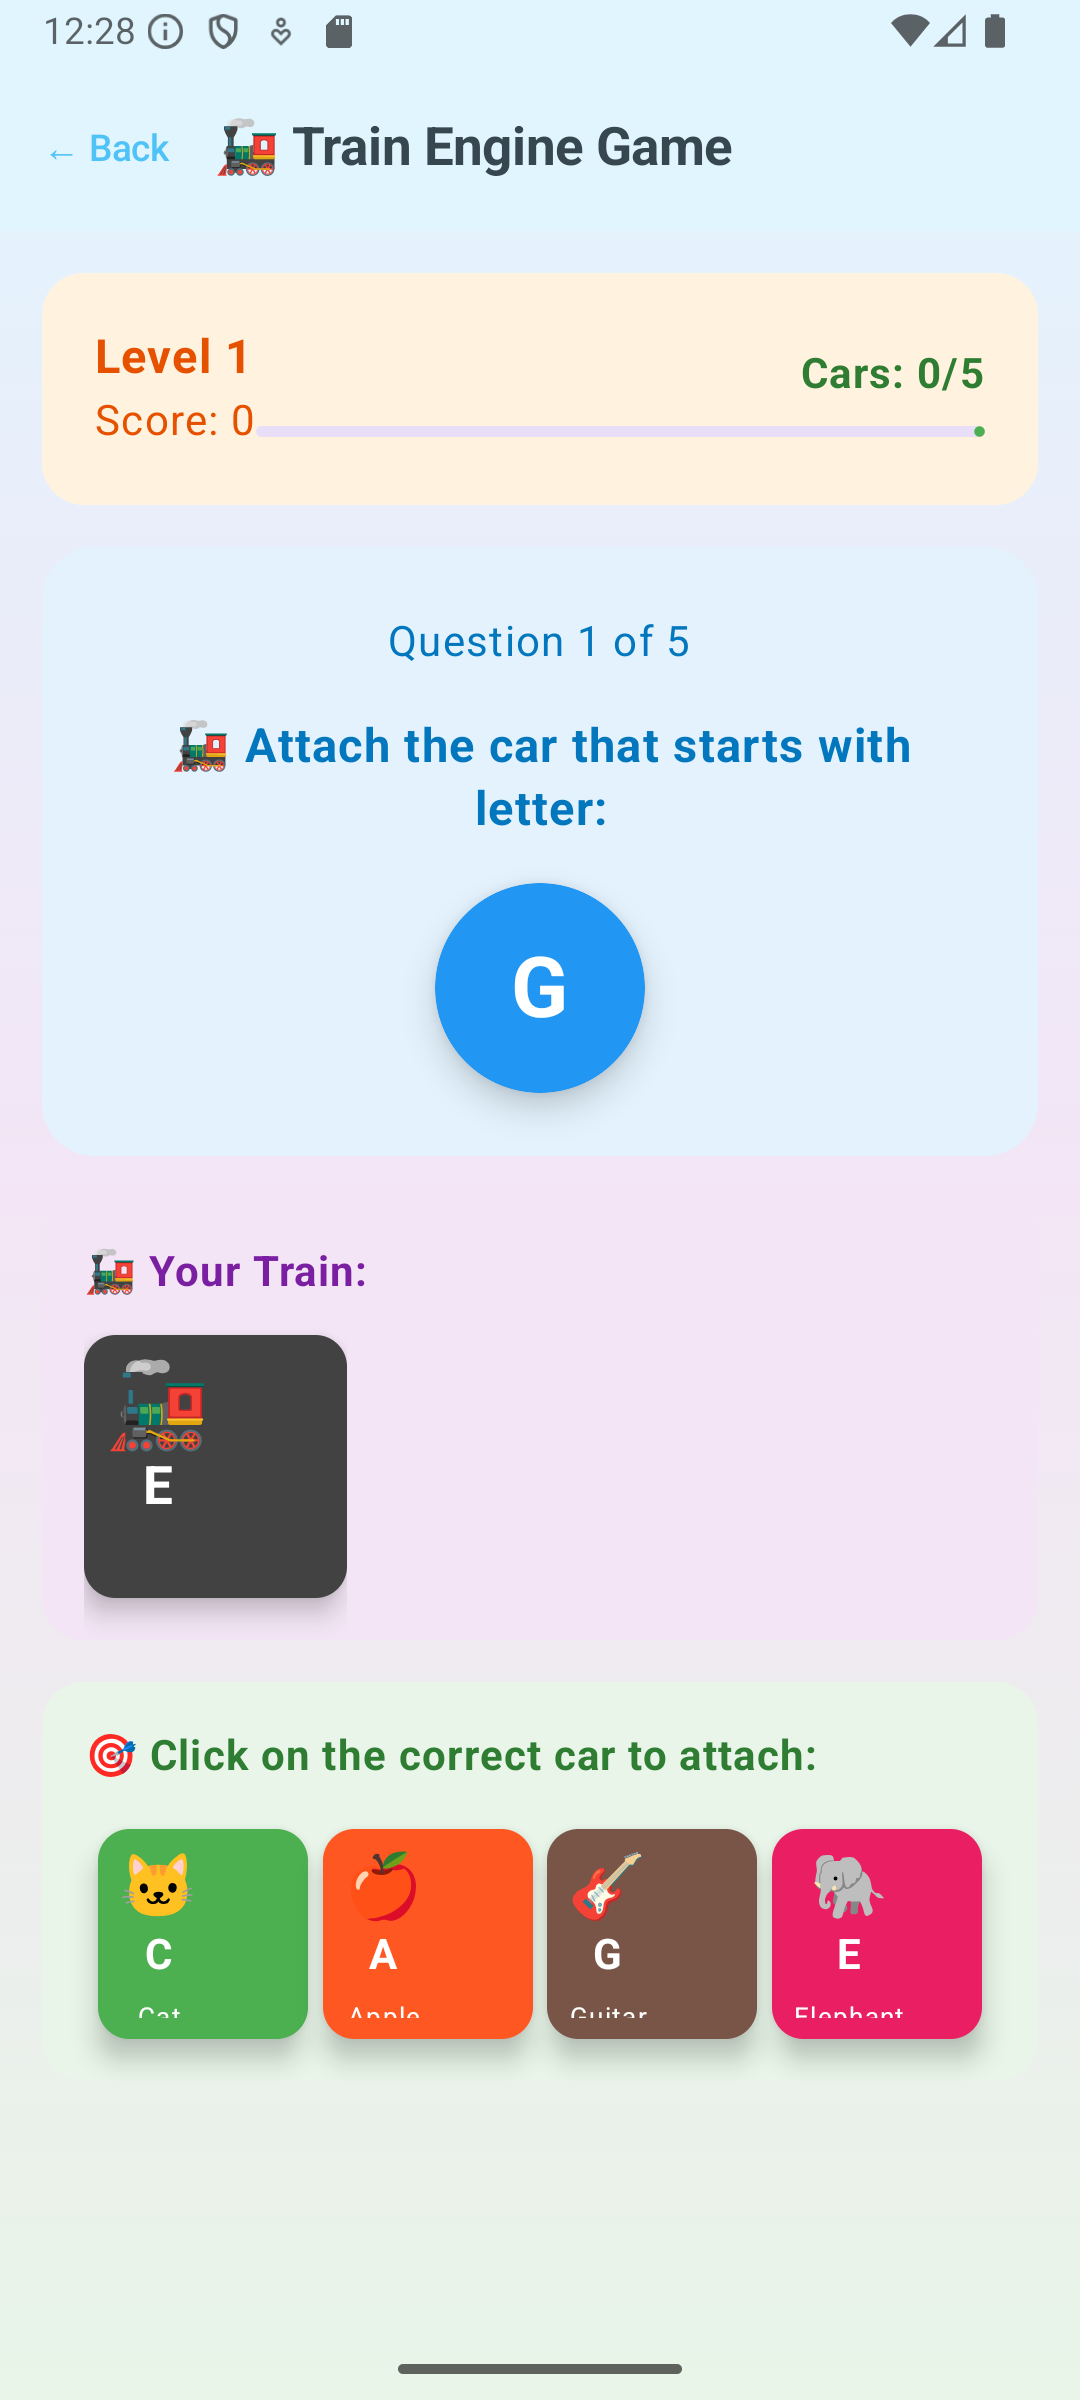 12:28
← Back
Train Engine Game
Level 1
Score: 0
Cars: 0/5
Question 1 of 5
Attach the car that starts with
letter:
G
Your Train:
E
Click on the correct car to attach:
C
Cat
A
Apple
G
Guitar
E
Elephant